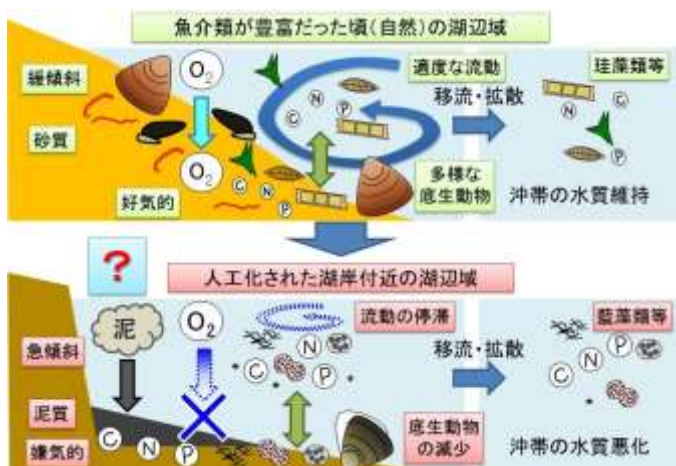 魚介類が豊富だった頃(自然)の湖辺域
緩傾斜
O2
適度な流動
珪藻類等
C N P
移流・拡散
N C
P
砂質
O2
C N P
好気的
多様な
底生動物
沖帯の水質維持
?
人工化された湖岸付近の湖辺域
泥
O2
流動の停滞
藍藻類等
急傾斜
N
C P
移流・拡散
N P
C
泥質
嫌気的
C N P
底生動物
の減少
沖帯の水質悪化